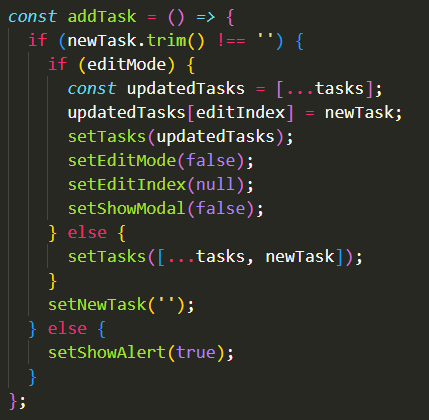 const addTask = () => {
  if (newTask.trim() !== '') {
    if (editMode) {
      const updatedTasks = [...tasks];
      updatedTasks[editIndex] = newTask;
      setTasks(updatedTasks);
      setEditMode(false);
      setEditIndex(null);
      setShowModal(false);
    } else {
      setTasks([...tasks, newTask]);
    }
    setNewTask('');
  } else {
    setShowAlert(true);
  }
};